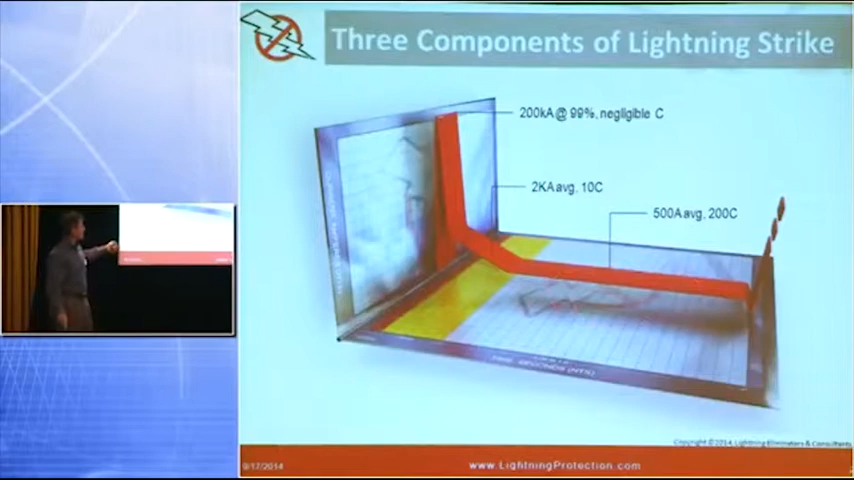 Three Components of Lightning Strike
200kA@ 99%, negligible C
2KA avg, 10C
500A avg, 200C
Copyright ©2014, Lightning Eliminators & Consultants
9/17/2014
www.LightningProtection.com